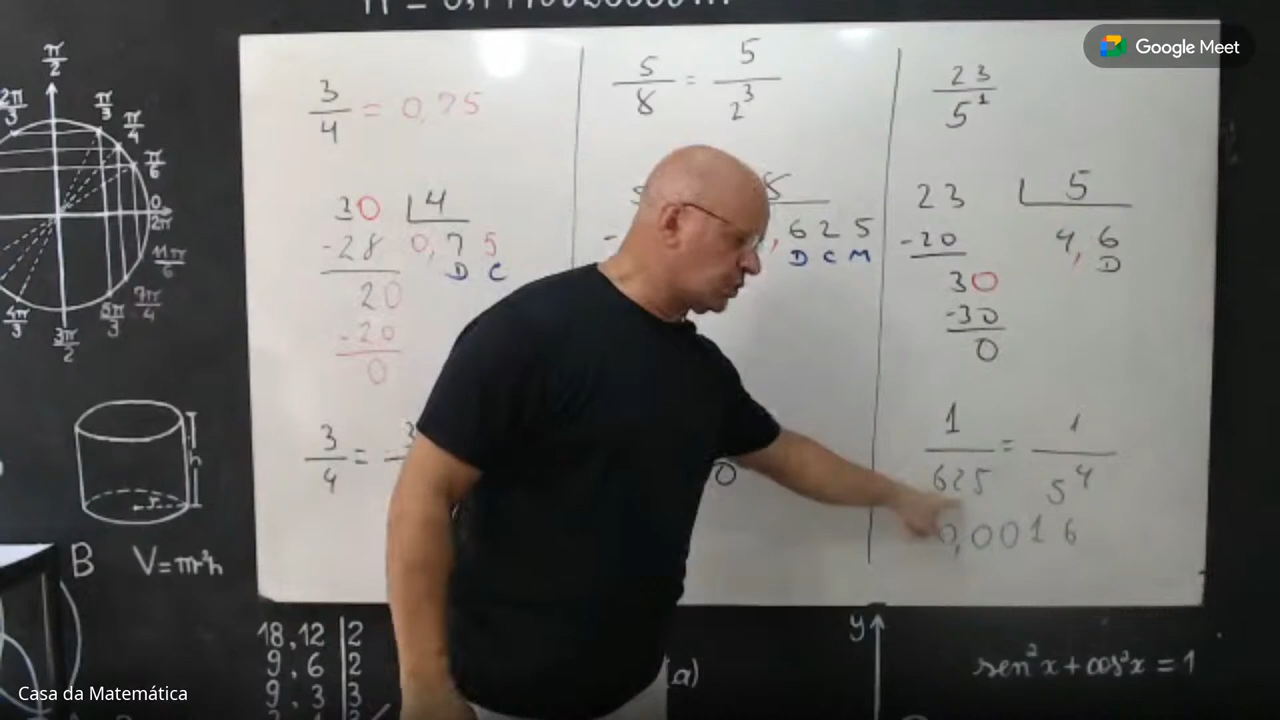 Google Meet
π/2
2π/3
π/3
π/4
π/6
0
2π
11π/6
7π/4
5π/3
3π/2
4π/3
3/4 = 0,75
30 4
-28 0,75
D C
20
-20
0
3/4 =
5/8 = 5/2³
,625
D C M
0
23/5¹
23 5
-20 4,6
D
30
-30
0
1/625 = 1/5⁴
0,0016
h
r
B V=πr²h
18,12 2
9,6 2
9,3 3
(a)
y
sen²x+cos²x=1
Casa da Matemática